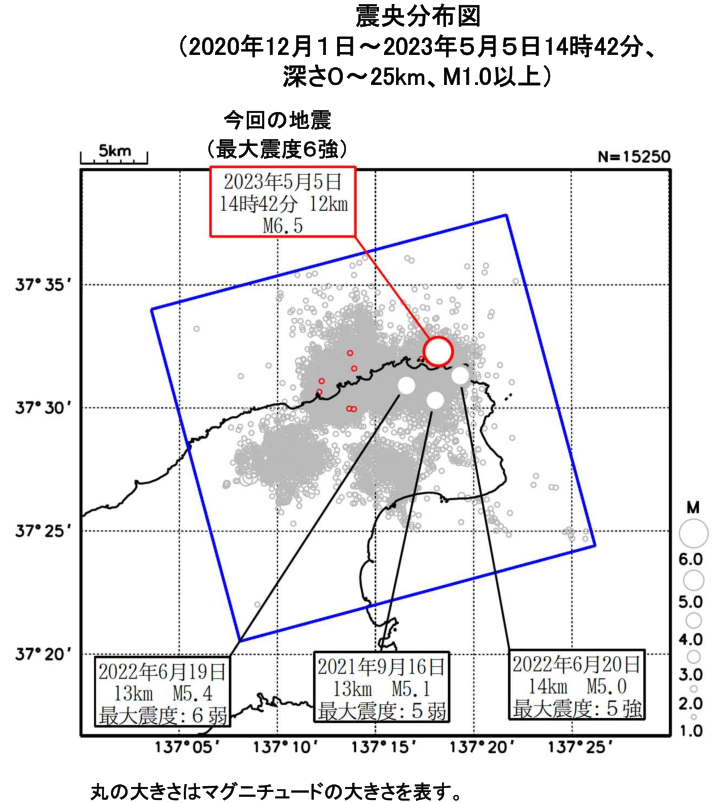 震央分布図
（2020年12月１日～2023年５月５日14時42分、
深さ０～25km、M1.0以上）
今回の地震
（最大震度６強）
5km
N=15250
2023年5月5日
14時42分 12km
M6.5
37°35′
37°30′
37°25′
37°20′
M
6.0
5.0
4.0
3.0
2.0
1.0
2022年6月19日
13km M5.4
最大震度：６弱
2021年9月16日
13km M5.1
最大震度：５弱
2022年6月20日
14km M5.0
最大震度：５強
137°05′ 137°10′ 137°15′ 137°20′ 137°25′
丸の大きさはマグニチュードの大きさを表す。